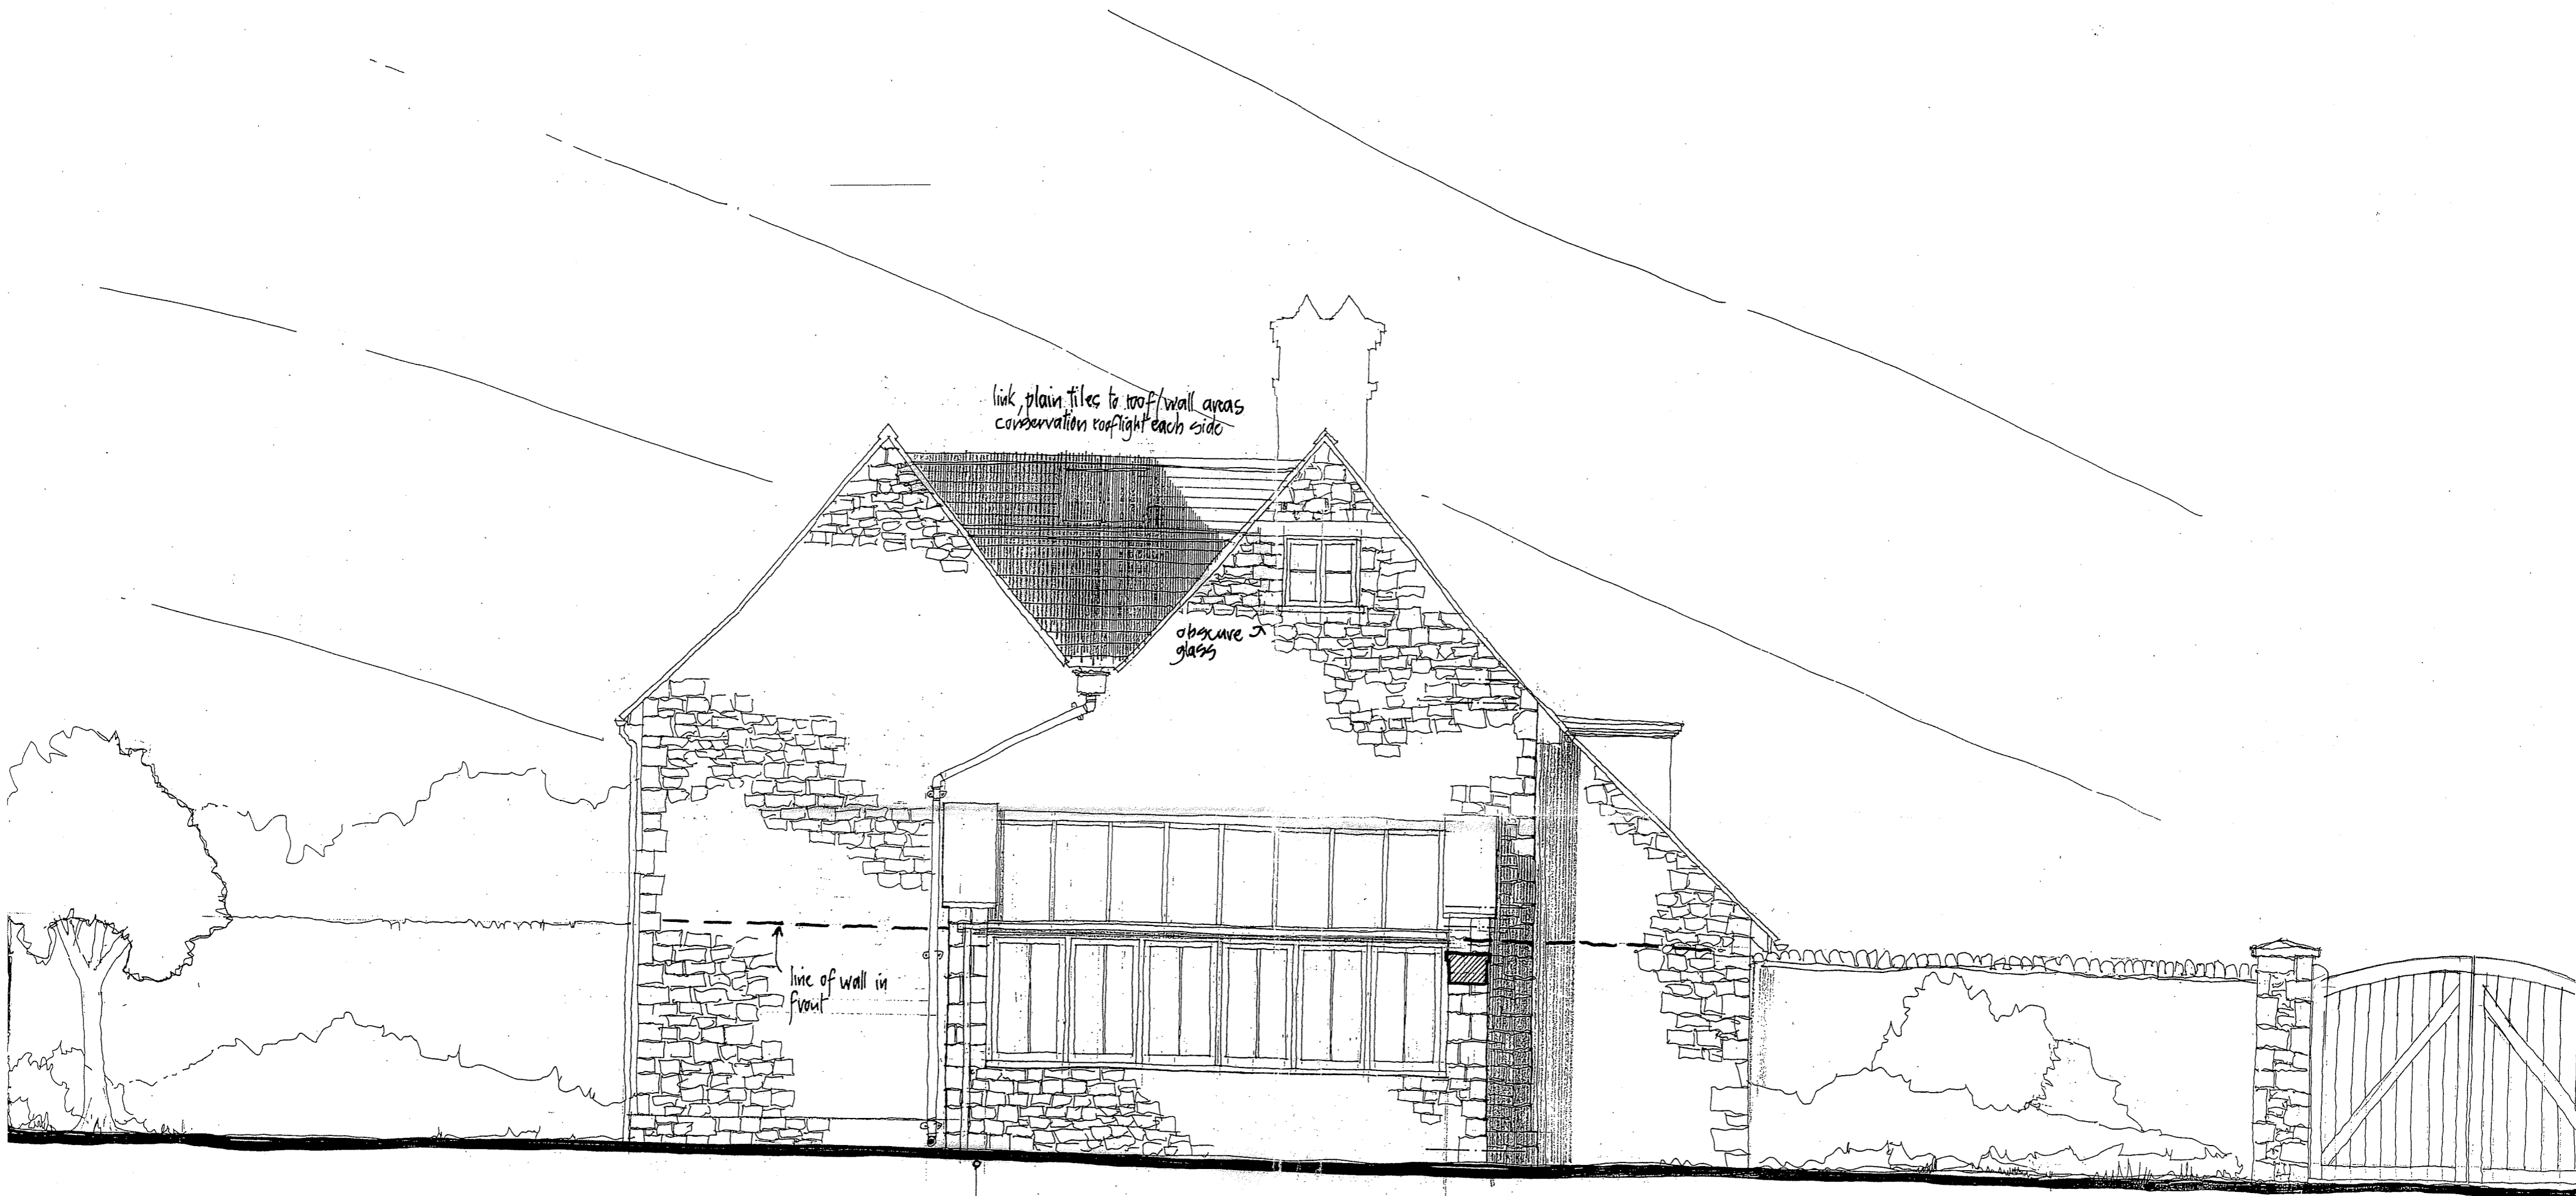 link, plain tiles to roof/wall areas
conservation rooflight each side
obscure
glass
line of wall in
front